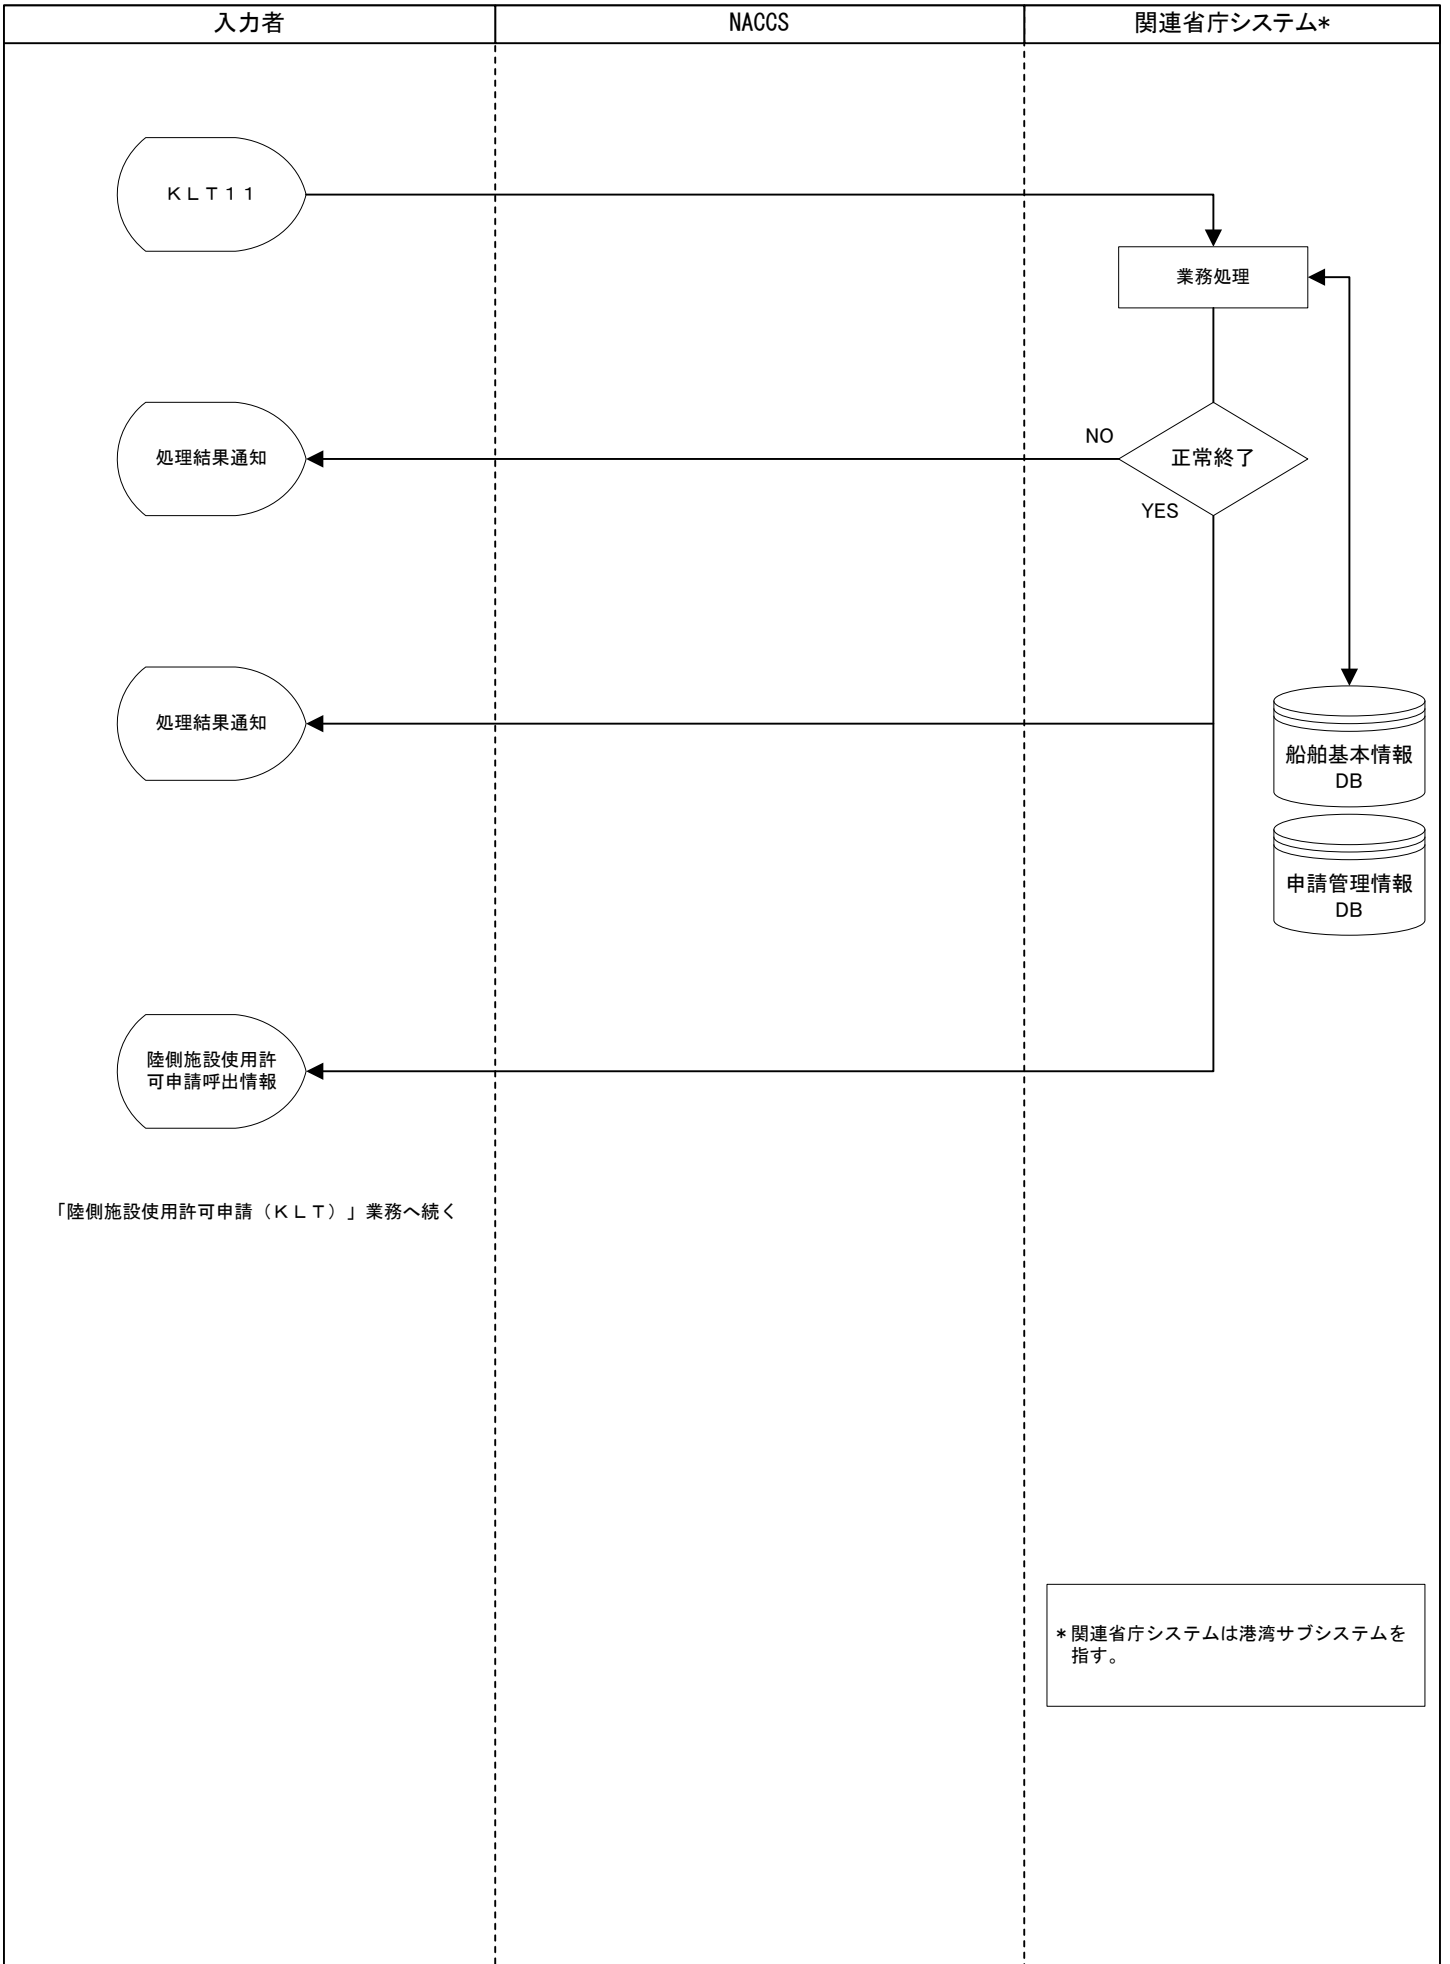 入力者
NACCS
関連省庁システム*
ＫＬＴ１１
業務処理
NO
正常終了
処理結果通知
YES
処理結果通知
船舶基本情報
DB
申請管理情報
DB
陸側施設使用許
可申請呼出情報
「陸側施設使用許可申請（ＫＬＴ）」業務へ続く
*関連省庁システムは港湾サブシステムを
指す。